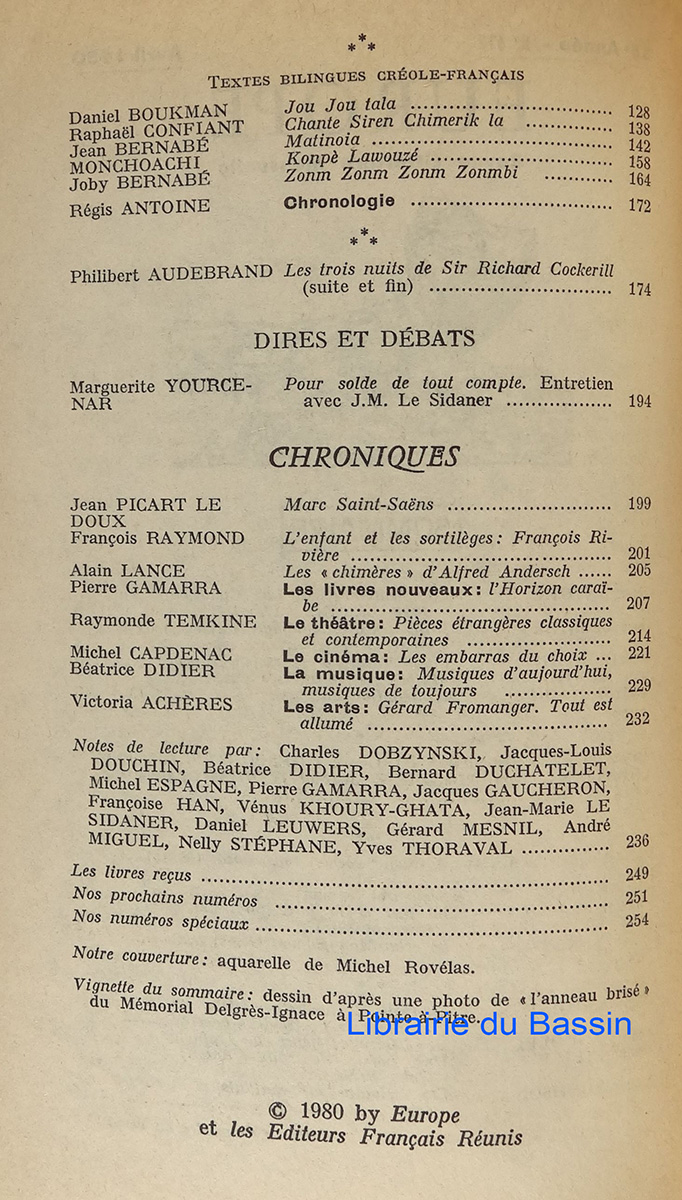 ***
TEXTES BILINGUES CRÉOLE-FRANÇAIS
Daniel BOUKMAN Jou Jou tala ........................ 128
Raphaël CONFIANT Chante Siren Chimerik la ............ 138
Jean BERNABÉ Matinoia ........................ 142
MONCHOACHI Konpè Lawouzé ........................ 158
Joby BERNABÉ Zonm Zonm Zonm Zonmbi ............ 164
Régis ANTOINE Chronologie ........................ 172
***
Philibert AUDEBRAND Les trois nuits de Sir Richard Cockerill
(suite et fin) ........................ 174
DIRES ET DÉBATS
Marguerite YOURCE- Pour solde de tout compte. Entretien
NAR avec J.M. Le Sidaner .................. 194
CHRONIQUES
Jean PICART LE Marc Saint-Saëns ........................ 199
DOUX
François RAYMOND L'enfant et les sortilèges : François Ri-
vière ........................ 201
Alain LANCE Les « chimères » d'Alfred Andersch ...... 205
Pierre GAMARRA Les livres nouveaux : l'Horizon caraï-
be ........................ 207
Raymonde TEMKINE Le théâtre : Pièces étrangères classiques
et contemporaines ........................ 214
Michel CAPDENAC Le cinéma : Les embarras du choix ... 221
Béatrice DIDIER La musique : Musiques d'aujourd'hui,
musiques de toujours .................. 229
Victoria ACHÈRES Les arts : Gérard Fromanger. Tout est
allumé ........................ 232
Notes de lecture par : Charles DOBZYNSKI, Jacques-Louis
DOUCHIN, Béatrice DIDIER, Bernard DUCHATELET,
Michel ESPAGNE, Pierre GAMARRA, Jacques GAUCHERON,
Françoise HAN, Vénus KHOURY-GHATA, Jean-Marie LE
SIDANER, Daniel LEUWERS, Gérard MESNIL, André
MIGUEL, Nelly STÉPHANE, Yves THORAVAL ............... 236
Les livres reçus ........................ 249
Nos prochains numéros ........................ 251
Nos numéros spéciaux ........................ 254
Notre couverture : aquarelle de Michel Rovélas.
Vignette du sommaire : dessin d'après une photo de « l'anneau brisé »
du Mémorial Delgrès-Ignace à Pointe-à-Pitre.
Librairie du Bassin
© 1980 by Europe
et les Editeurs Français Réunis